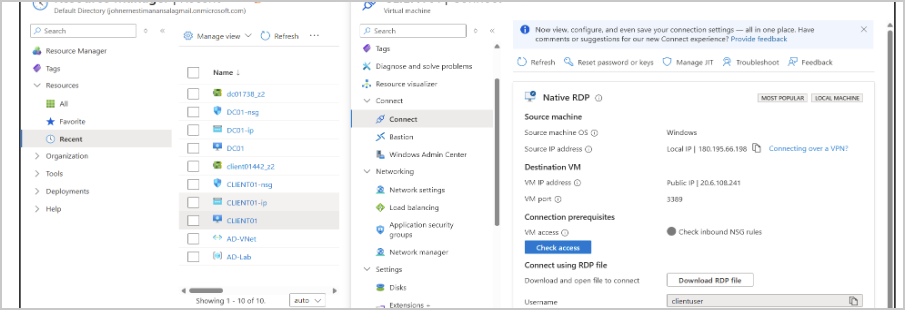 Default Directory (johnernestimanansalagmail.onmicrosoft.com)
Search
Resource Manager
Tags
Resources
All
Favorite
Recent
Organization
Tools
Deployments
Help
Manage view
Refresh
Name ↓
dc01738_z2
DC01-nsg
DC01-ip
DC01
client01442_z2
CLIENT01-nsg
CLIENT01-ip
CLIENT01
AD-VNet
AD-Lab
Showing 1 - 10 of 10.
auto
Virtual machine
Search
Tags
Diagnose and solve problems
Resource visualizer
Connect
Connect
Bastion
Windows Admin Center
Networking
Network settings
Load balancing
Application security
groups
Network manager
Settings
Disks
Extensions +
Now view, configure, and even save your connection settings — all in one place. Have
comments or suggestions for our new Connect experience? Provide feedback
Refresh Reset password or keys Manage JIT Troubleshoot Feedback
Native RDP MOST POPULAR LOCAL MACHINE
Source machine
Source machine OS Windows
Source IP address Local IP | 180.195.66.198 Connecting over a VPN?
Destination VM
VM IP address Public IP | 20.6.108.241
VM port 3389
Connection prerequisites
VM access Check inbound NSG rules
Check access
Connect using RDP file
Download and open file to connect Download RDP file
Username clientuser